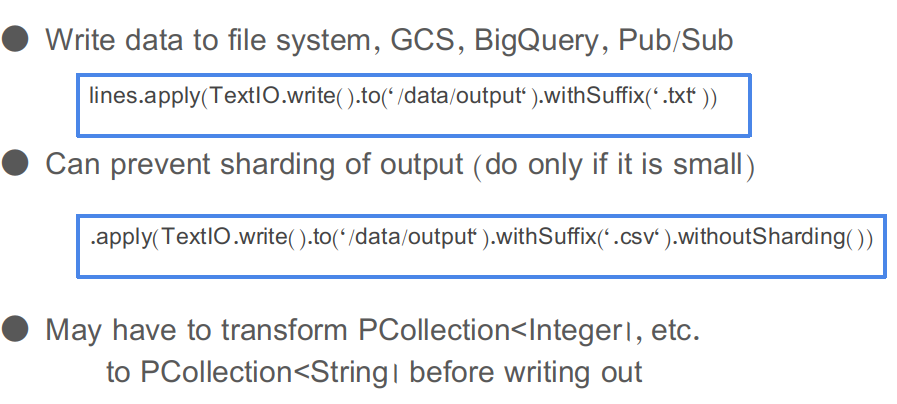 ● Write data to file system, GCS, BigQuery, Pub/Sub
lines.apply(TextIO.write().to(‘/data/output‘).withSuffix(‘.txt‘))
● Can prevent sharding of output (do only if it is small)
.apply(TextIO.write().to(‘/data/output‘).withSuffix(‘.csv‘).withoutSharding())
● May have to transform PCollection<Integer|, etc.
to PCollection<String| before writing out